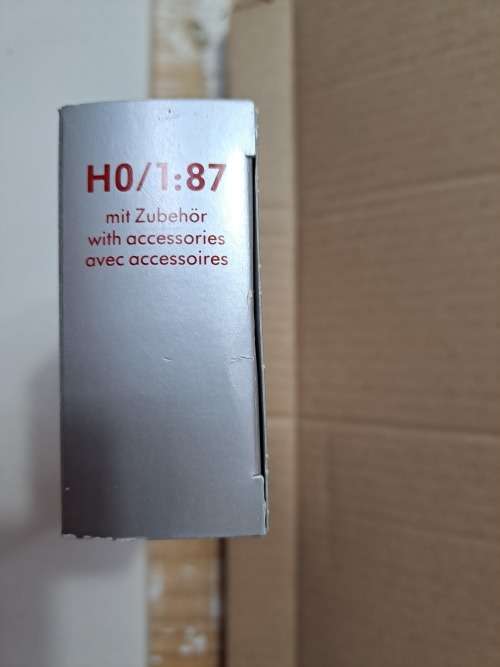 H0/1:87
mit Zubehör
with accessories
avec accessoires